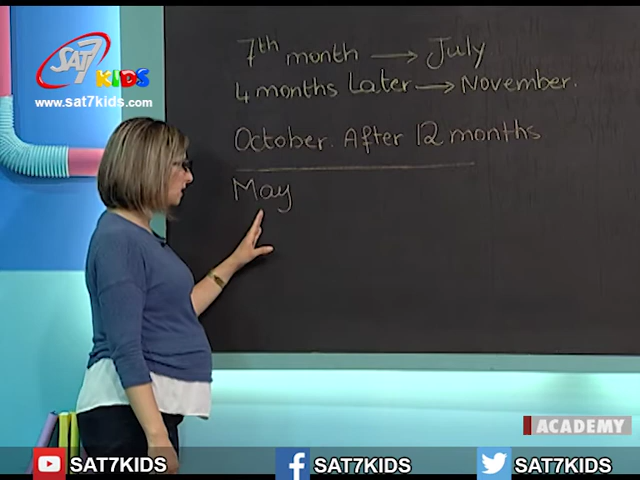 SAT7
KIDS
www.sat7kids.com
7th month → July
4 months Later → November.
October. After 12 months
May
ACADEMY
SAT7KIDS
SAT7KIDS
SAT7KIDS